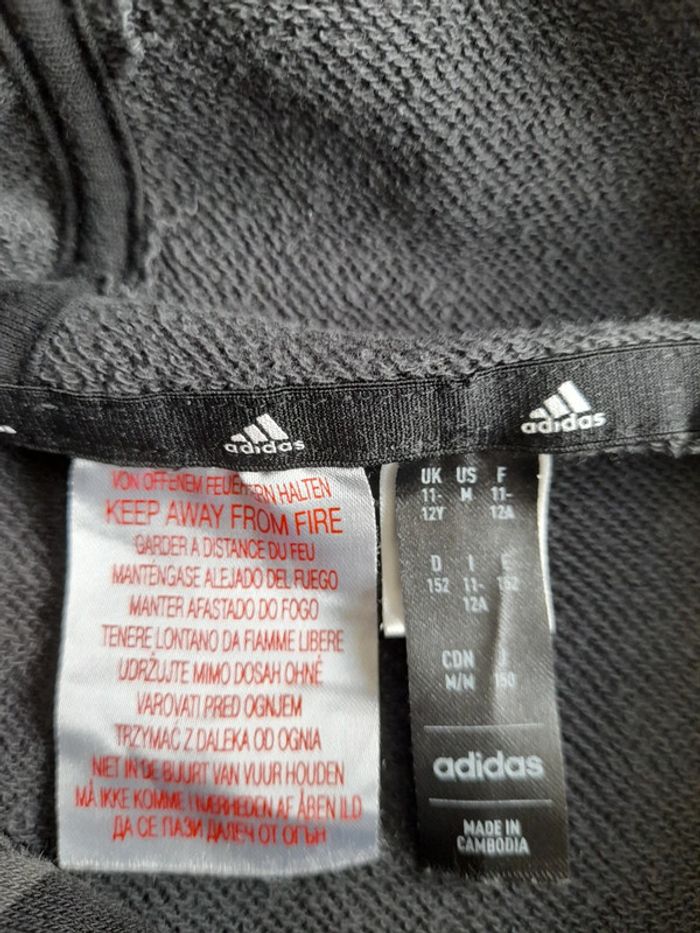 adidas
adidas
VON OFFENEM FEUER FERN HALTEN
KEEP AWAY FROM FIRE
GARDER A DISTANCE DU FEU
MANTÉNGASE ALEJADO DEL FUEGO
MANTER AFASTADO DO FOGO
TENERE LONTANO DA FIAMME LIBERE
UDRŽUJTE MIMO DOSAH OHNĚ
VAROVATI PRED OGNJEM
TRZYMAĆ Z DALEKA OD OGNIA
NIET IN DE BUURT VAN VUUR HOUDEN
MÅ IKKE KOMME I NÆRHEDEN AF ÅBEN ILD
ДА СЕ ПАЗИ ДАЛЕЧ ОТ ОГЪН
UK US F
11- M 11-
12Y 12A
D I E
152 11- 152
12A
CDN J
M/M 150
adidas
MADE IN
CAMBODIA